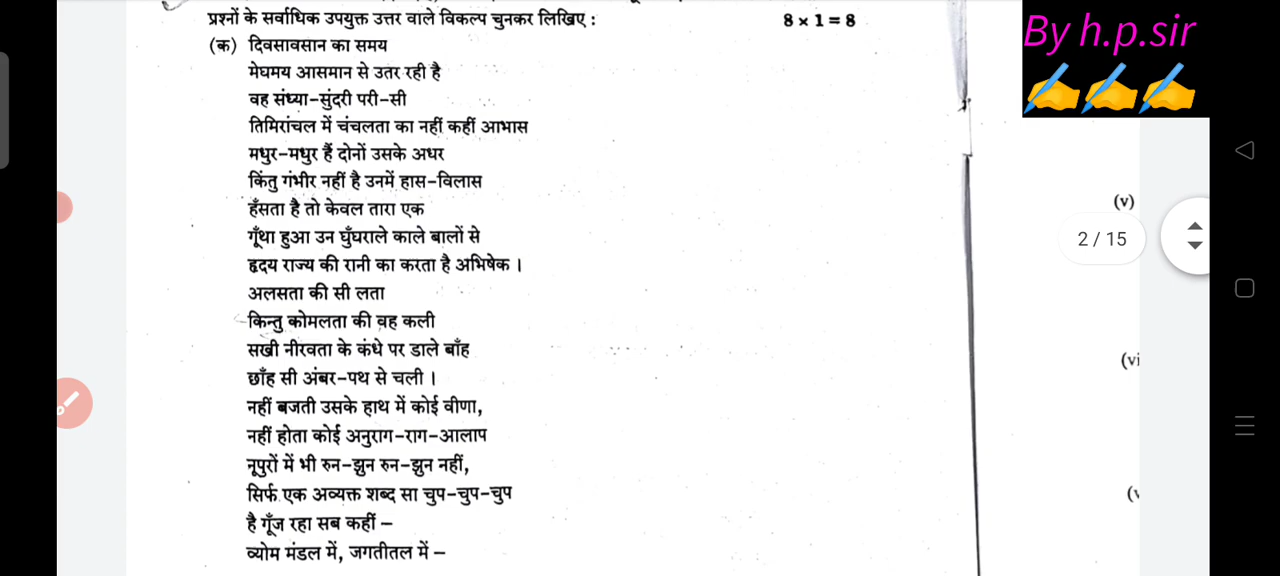 प्रश्नों के सर्वाधिक उपयुक्त उत्तर वाले विकल्प चुनकर लिखिए : 8 × 1 = 8
By h.p.sir
✍️✍️✍️
(क) दिवसावसान का समय
मेघमय आसमान से उतर रही है
वह संध्या-सुंदरी परी-सी
तिमिरांचल में चंचलता का नहीं कहीं आभास
मधुर-मधुर हैं दोनों उसके अधर
किंतु गंभीर नहीं है उनमें हास-विलास
(v)
हँसता है तो केवल तारा एक
गूँथा हुआ उन घुँघराले काले बालों से
2 / 15
हृदय राज्य की रानी का करता है अभिषेक ।
अलसता की सी लता
किन्तु कोमलता की वह कली
सखी नीरवता के कंधे पर डाले बाँह
(vi
छाँह सी अंबर-पथ से चली ।
नहीं बजती उसके हाथ में कोई वीणा,
नहीं होता कोई अनुराग-राग-आलाप
नूपुरों में भी रुन-झुन रुन-झुन नहीं,
सिर्फ एक अव्यक्त शब्द सा चुप-चुप-चुप
है गूँज रहा सब कहीं –
व्योम मंडल में, जगतीतल में –